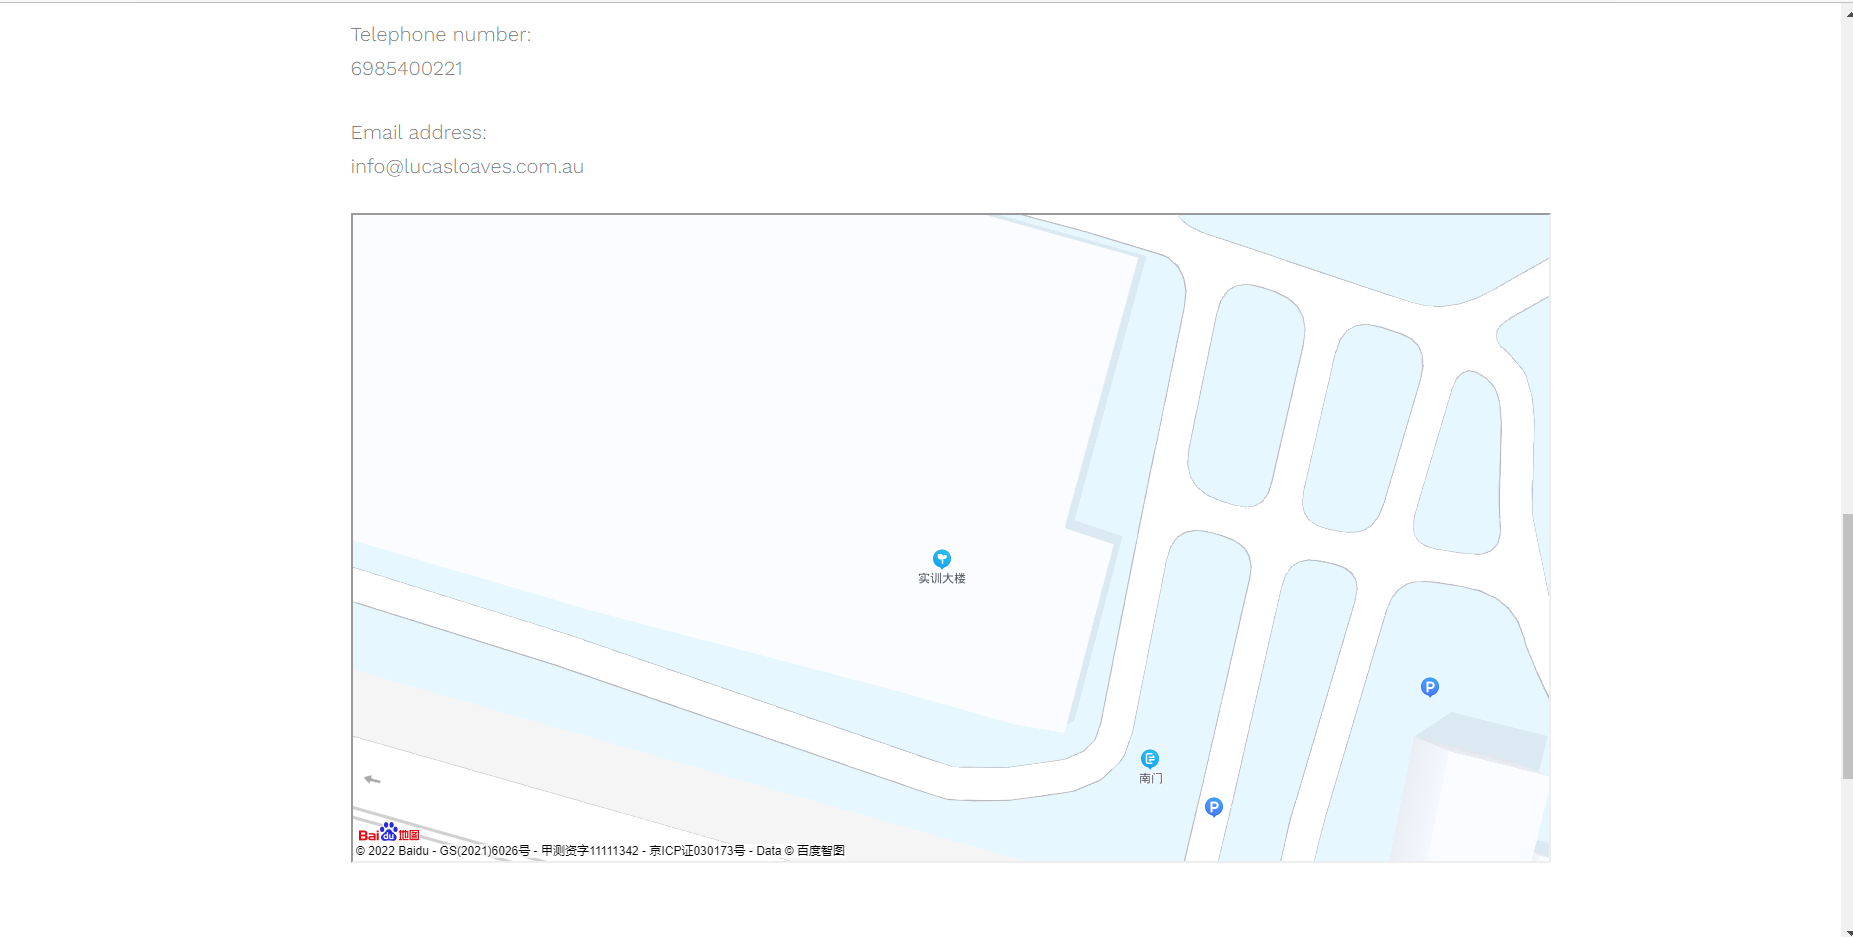 Telephone number:
6985400221
Email address:
info@lucasloaves.com.au
实训大楼
P
南门
P
Bai du 地图
© 2022 Baidu - GS(2021)6026号 - 甲测资字11111342 - 京ICP证030173号 - Data © 百度智图